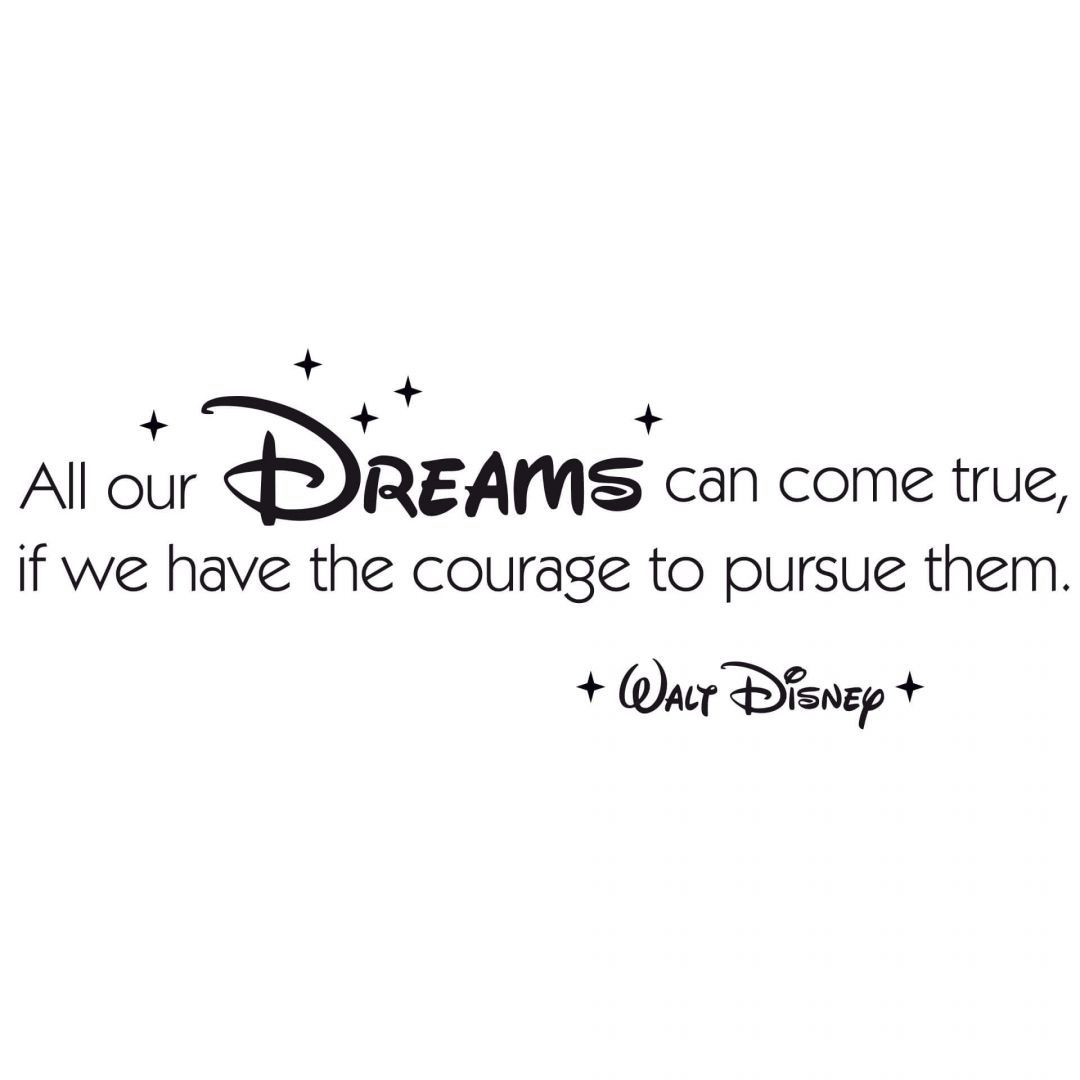 All our DREAMS can come true,
if we have the courage to pursue them.
WALT DISNEY